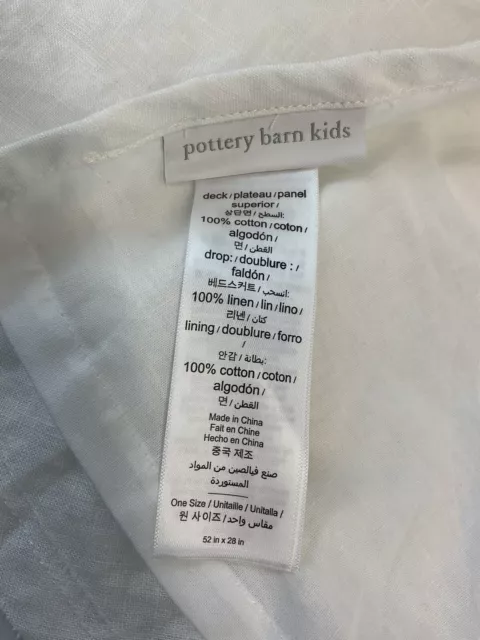 pottery barn kids
deck / plateau / panel
superior /
상단면 / السطح:
100% cotton / coton /
algodón /
면 / القطن
drop: / doublure : /
faldón /
베드스커트 / انسحب:
100% linen / lin / lino /
리넨 / كتان
lining / doublure / forro
/
안감 / بطانة:
100% cotton / coton /
algodón /
면 / القطن
Made in China
Fait en Chine
Hecho en China
중국 제조
صنع فيالصين من المواد
المستوردة
One Size / Unitaille / Unitalla /
원 사이즈 / مقاس واحد/
52 in x 28 in